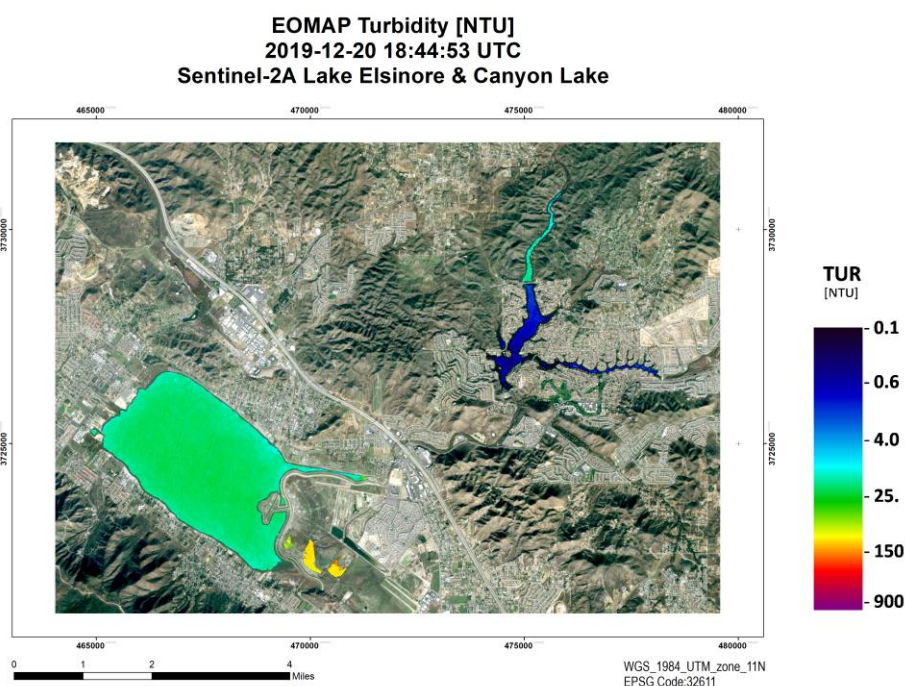 EOMAP Turbidity [NTU]
2019-12-20 18:44:53 UTC
Sentinel-2A Lake Elsinore & Canyon Lake
465000 470000 475000 480000
3730000 3730000
3725000 3725000
TUR
[NTU]
0.1
0.6
4.0
25.
150
900
465000 470000 475000 480000
0 1 2 4
Miles
WGS_1984_UTM_zone_11N
EPSG Code:32611